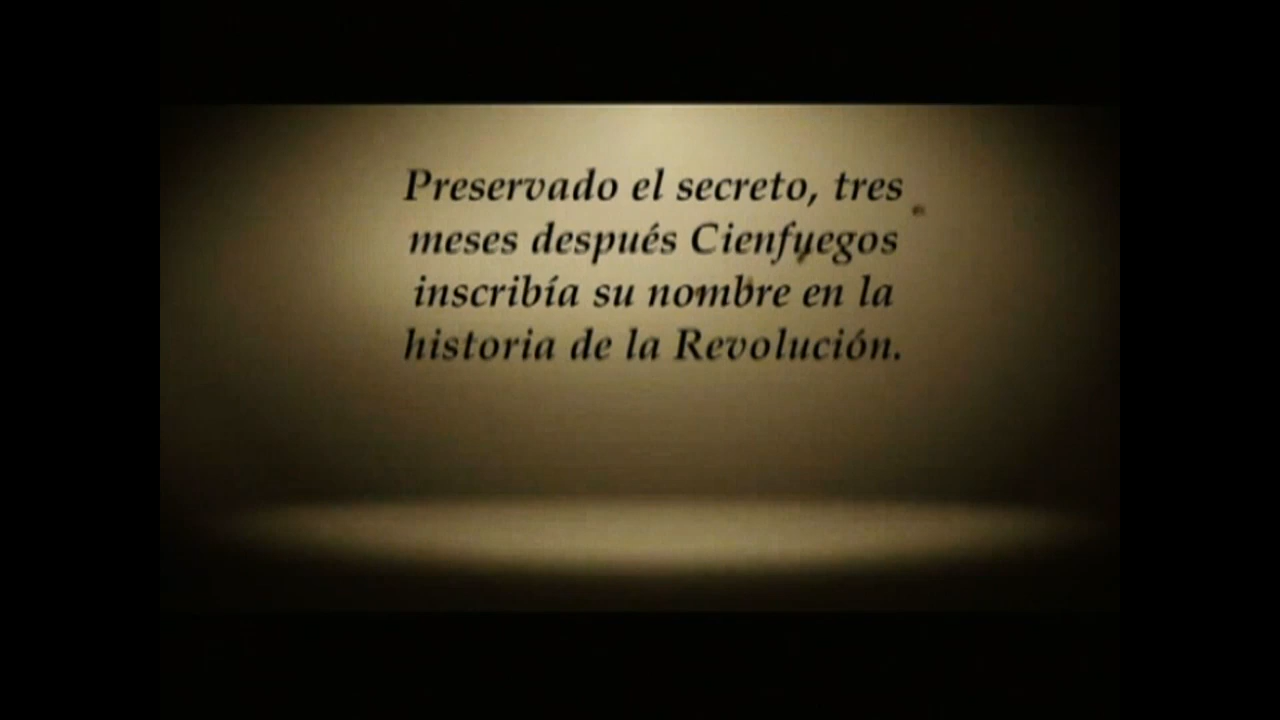 Preservado el secreto, tres
meses después Cienfuegos
inscribía su nombre en la
historia de la Revolución.